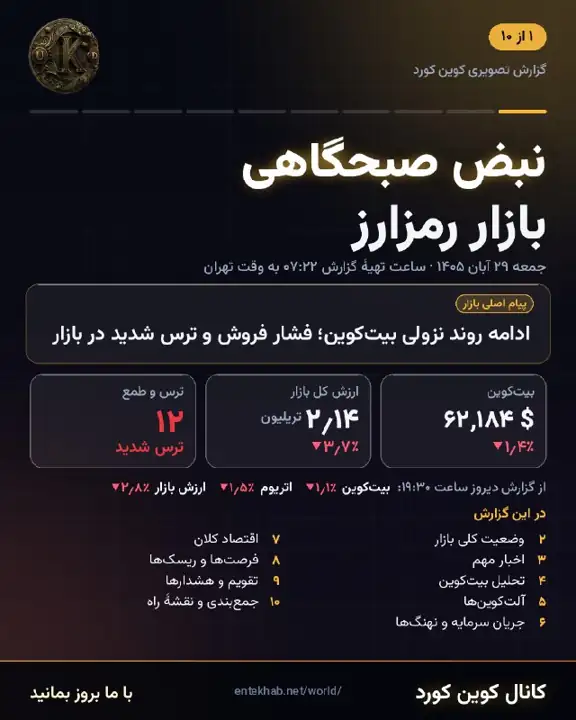 ۱ از ۱۰
گزارش تصویری کوین کورد
K
نبض صبحگاهی
بازار رمزارز
جمعه ۲۹ آبان ۱۴۰۵ · ساعت تهیهٔ گزارش ۰۷:۲۲ به وقت تهران
پیام اصلی بازار
ادامه روند نزولی بیت‌کوین؛ فشار فروش و ترس شدید در بازار
بیت‌کوین
۶۲,۱۸۴ $
▼۱٫۴٪
ارزش کل بازار
۲٫۱۴ تریلیون
▼۳٫۷٪
ترس و طمع
۱۲
ترس شدید
از گزارش دیروز ساعت ۱۹:۳۰: بیت‌کوین ۱٫۱٪▼ اتریوم ۱٫۵٪▼ ارزش بازار ۲٫۸٪▼
در این گزارش
۲ وضعیت کلی بازار
۳ اخبار مهم
۴ تحلیل بیت‌کوین
۵ آلت‌کوین‌ها
۶ جریان سرمایه و نهنگ‌ها
۷ اقتصاد کلان
۸ فرصت‌ها و ریسک‌ها
۹ تقویم و هشدارها
۱۰ جمع‌بندی و نقشهٔ راه
کانال کوین کورد
entekhab.net/world/
با ما بروز بمانید